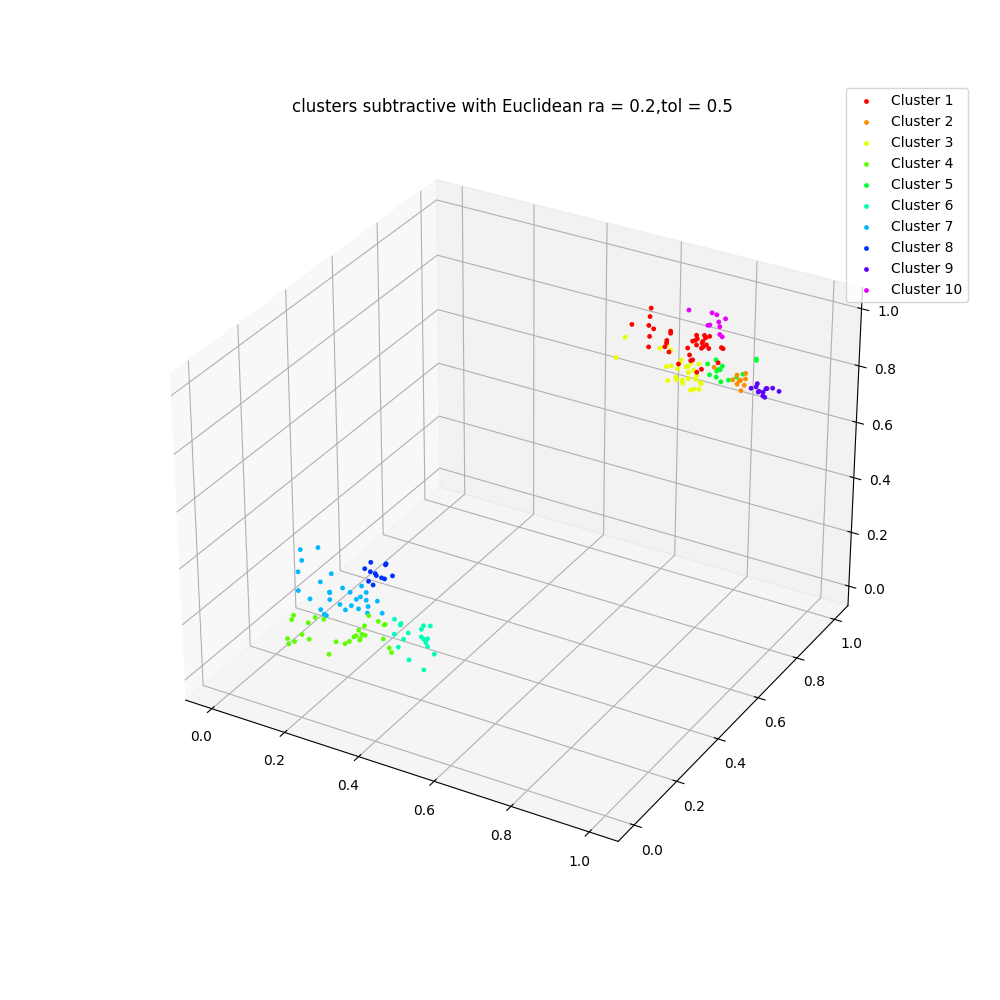 clusters subtractive with Euclidean ra = 0.2,tol = 0.5
Cluster 1
Cluster 2
Cluster 3
Cluster 4
Cluster 5
Cluster 6
Cluster 7
Cluster 8
Cluster 9
Cluster 10
1.0
0.8
0.6
0.4
0.2
0.0
0.0
0.2
0.4
0.6
0.8
1.0
1.0
0.8
0.6
0.4
0.2
0.0